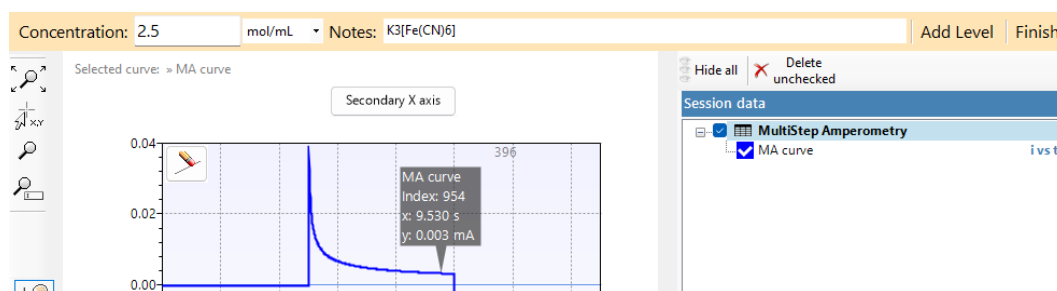 Concentration: 2.5 mol/mL Notes: K3[Fe(CN)6] Add Level Finish
Selected curve: » MA curve
Secondary X axis
Hide all Delete unchecked
Session data
MultiStep Amperometry
MA curve i vs t
X,Y
0.04
396
MA curve
Index: 954
x: 9.530 s
y: 0.003 mA
0.02
0.00